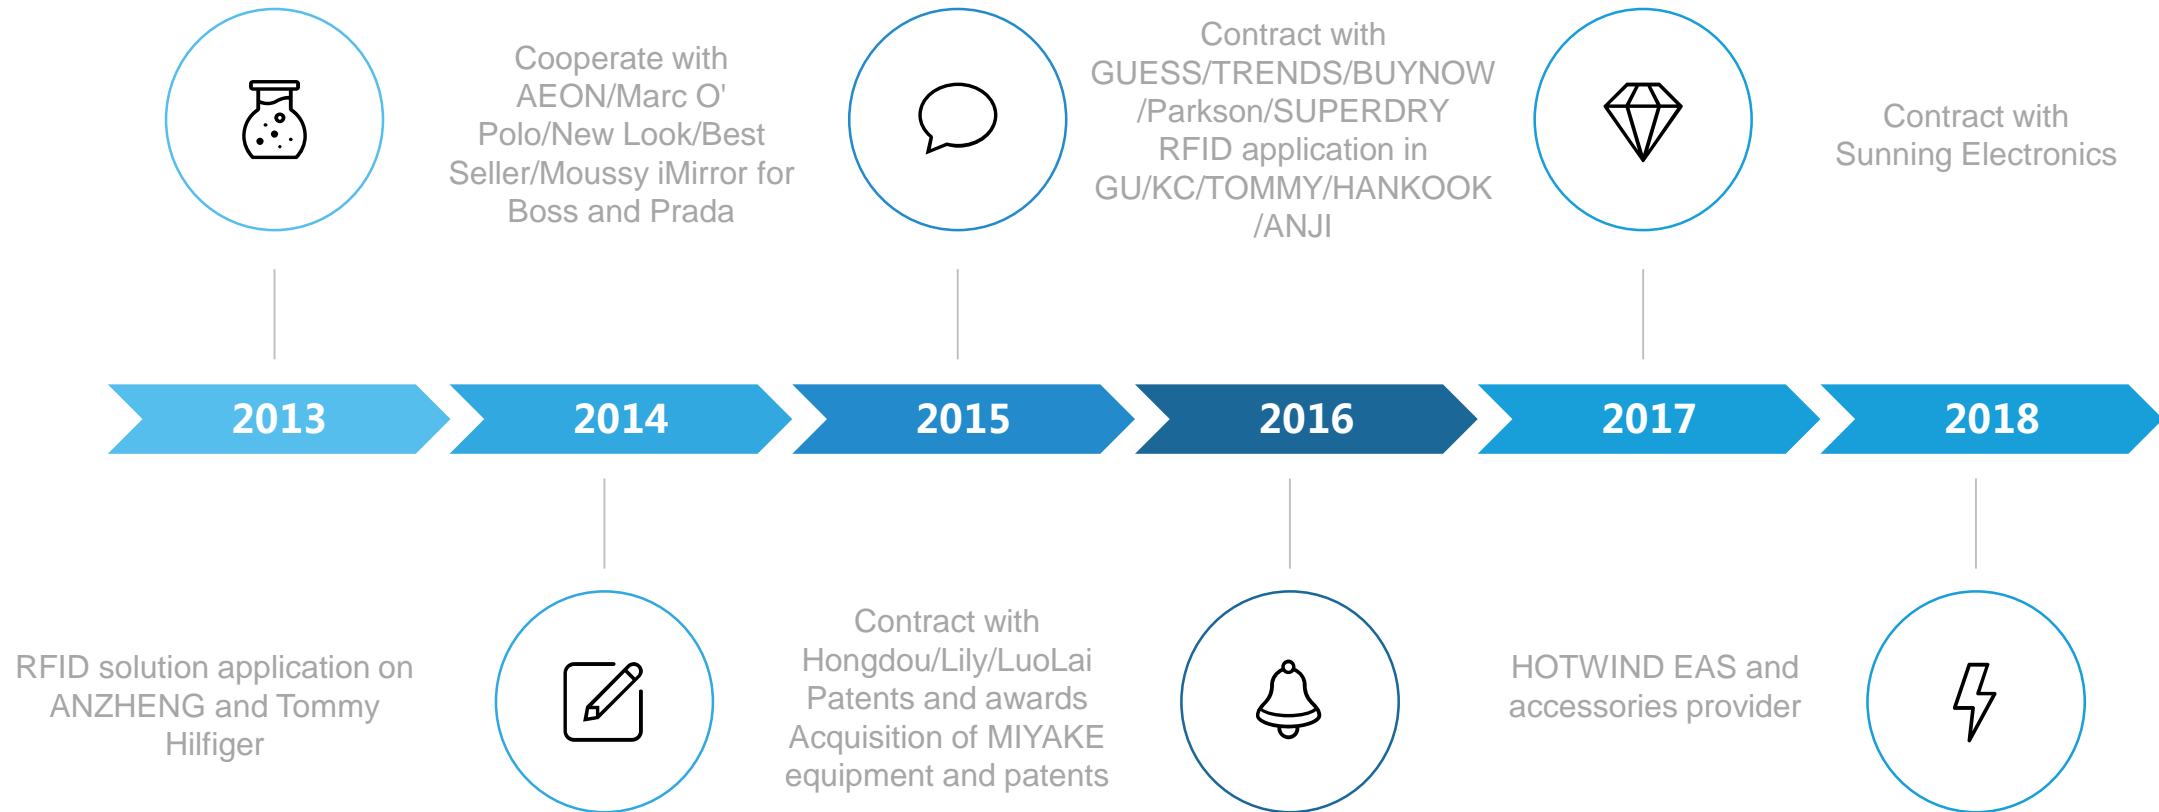 Cooperate with
AEON/Marc O'
Polo/New Look/Best
Seller/Moussy iMirror for
Boss and Prada
Contract with
GUESS/TRENDS/BUYNOW
/Parkson/SUPERDRY
RFID application in
GU/KC/TOMMY/HANKOOK
/ANJI
Contract with
Sunning Electronics
2013
2014
2015
2016
2017
2018
RFID solution application on
ANZHENG and Tommy
Hilfiger
Contract with
Hongdou/Lily/LuoLai
Patents and awards
Acquisition of MIYAKE
equipment and patents
HOTWIND EAS and
accessories provider